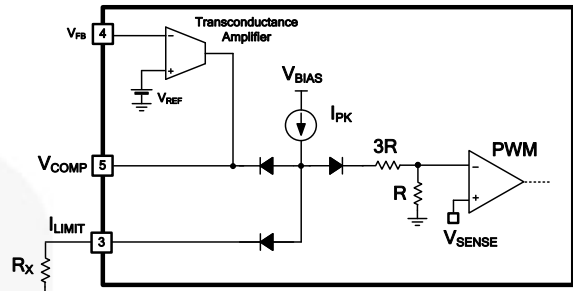 Transconductance
Amplifier
VFB
4
VREF
VBIAS
IPK
3R
PWM
VCOMP
5
R
ILIMIT
VSENSE
3
RX